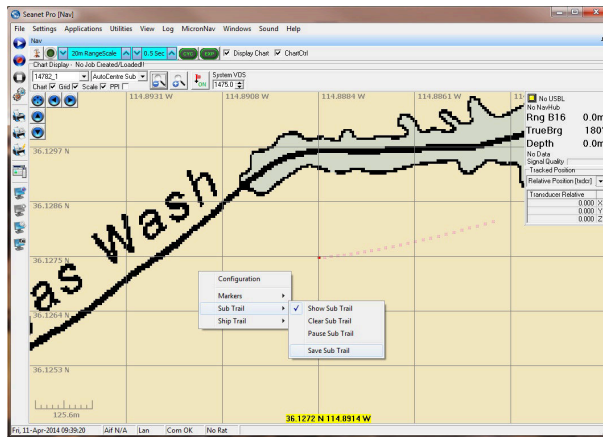 Seanet Pro [Nav]
File Settings Applications Utilities View Log MicronNav Windows Sound Help
Nav
20m RangeScale 0.5 Sec CYC EXP Display Chart ChartCtrl
Chart Display - No Job Created/Loaded!
14782_1 AutoCentre Sub ON System VOS
1475.0
Chart Grid Scale PPI
114.8931 W 114.8908 W 114.8884 W 114.8861 W
No USBL
No NavHub
Rng B16 0.0m
TrueBrg 180°
Depth 0.0m
No Data
Signal Quality
Tracked Position
Relative Position [txdcr]
Transducer Relative
0.000 X
0.000 Y
0.000 Z
36.1297 N
36.1286 N
36.1275 N
36.1264 N
36.1253 N
as Wash
Configuration
Markers
Sub Trail
Ship Trail
Show Sub Trail
Clear Sub Trail
Pause Sub Trail
Save Sub Trail
125.6m
36.1272 N 114.8914 W
Fri, 11-Apr-2014 09:39:20 Aif N/A Lan Com OK No Rat